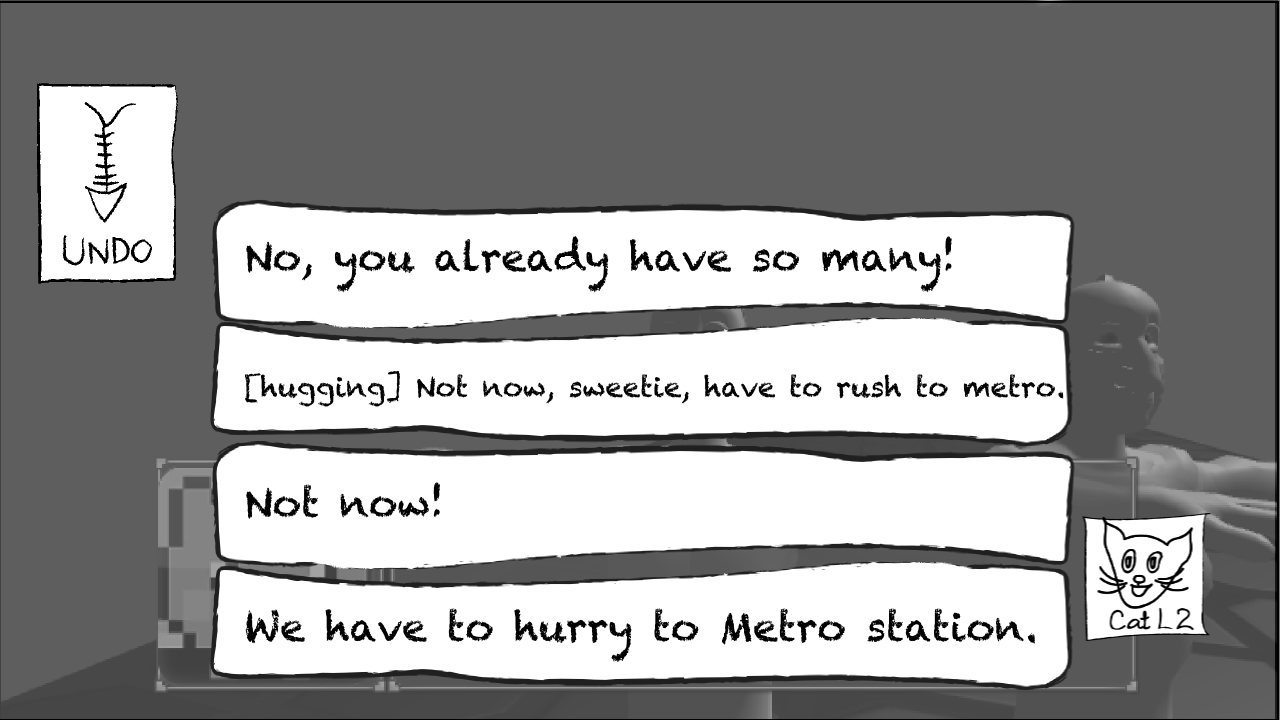 UNDO
No, you already have so many!
[hugging] Not now, sweetie, have to rush to metro.
Not now!
We have to hurry to Metro station.
Cat L2